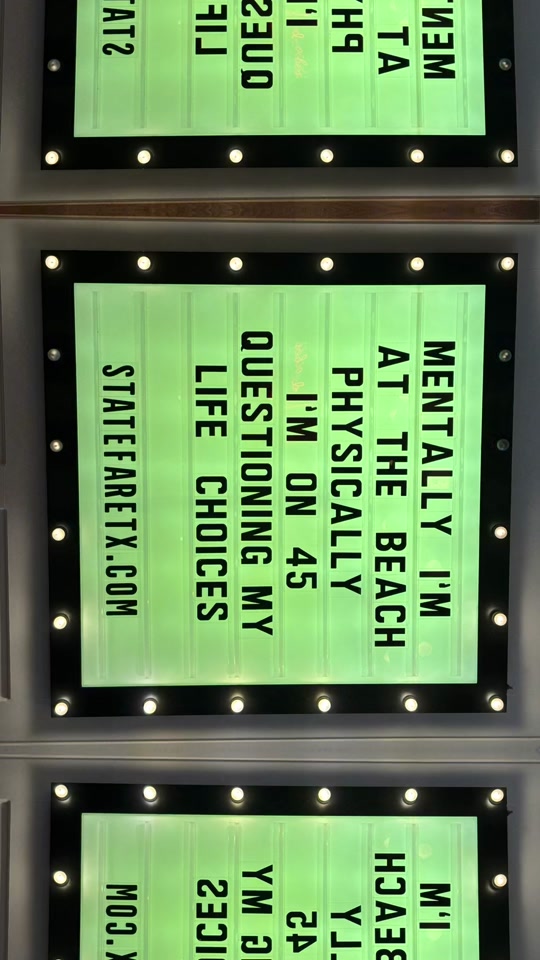 MENTALLY I'M
AT THE BEACH
PHYSICALLY
I'M ON 45
QUESTIONING MY
LIFE CHOICES
STATEFARETX.COM